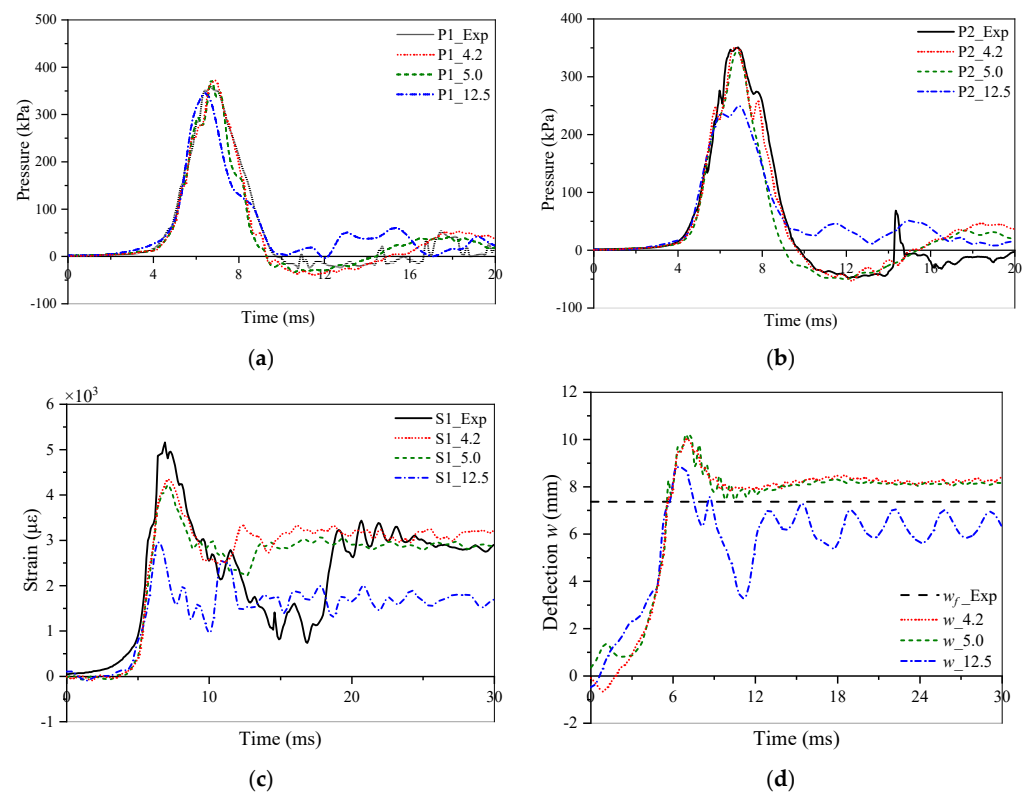 500
400
300
200
100
0
-100
Pressure (kPa)
0 4 8 12 16 20
Time (ms)
P1_Exp
P1_4.2
P1_5.0
P1_12.5
(a)
400
350
300
250
200
150
100
50
0
-50
-100
Pressure (kPa)
0 4 8 12 16 20
Time (ms)
P2_Exp
P2_4.2
P2_5.0
P2_12.5
(b)
×10³
6
5
4
3
2
1
0
-1
Strain (με)
0 10 20 30
Time (ms)
S1_Exp
S1_4.2
S1_5.0
S1_12.5
(c)
12
10
8
6
4
2
0
-2
Deflection w (mm)
0 6 12 18 24 30
Time (ms)
w_f_Exp
w_4.2
w_5.0
w_12.5
(d)